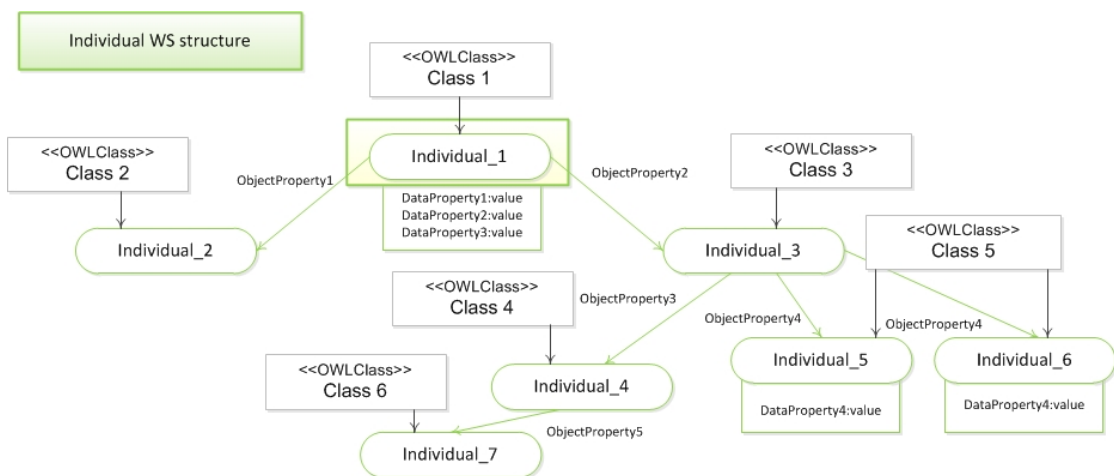 Individual WS structure
<<OWLClass>>
Class 1
Individual_1
DataProperty1:value
DataProperty2:value
DataProperty3:value
<<OWLClass>>
Class 2
ObjectProperty1
Individual_2
ObjectProperty2
<<OWLClass>>
Class 3
Individual_3
<<OWLClass>>
Class 5
<<OWLClass>>
Class 4
ObjectProperty3
ObjectProperty4
ObjectProperty4
Individual_4
Individual_5
DataProperty4:value
Individual_6
DataProperty4:value
<<OWLClass>>
Class 6
ObjectProperty5
Individual_7